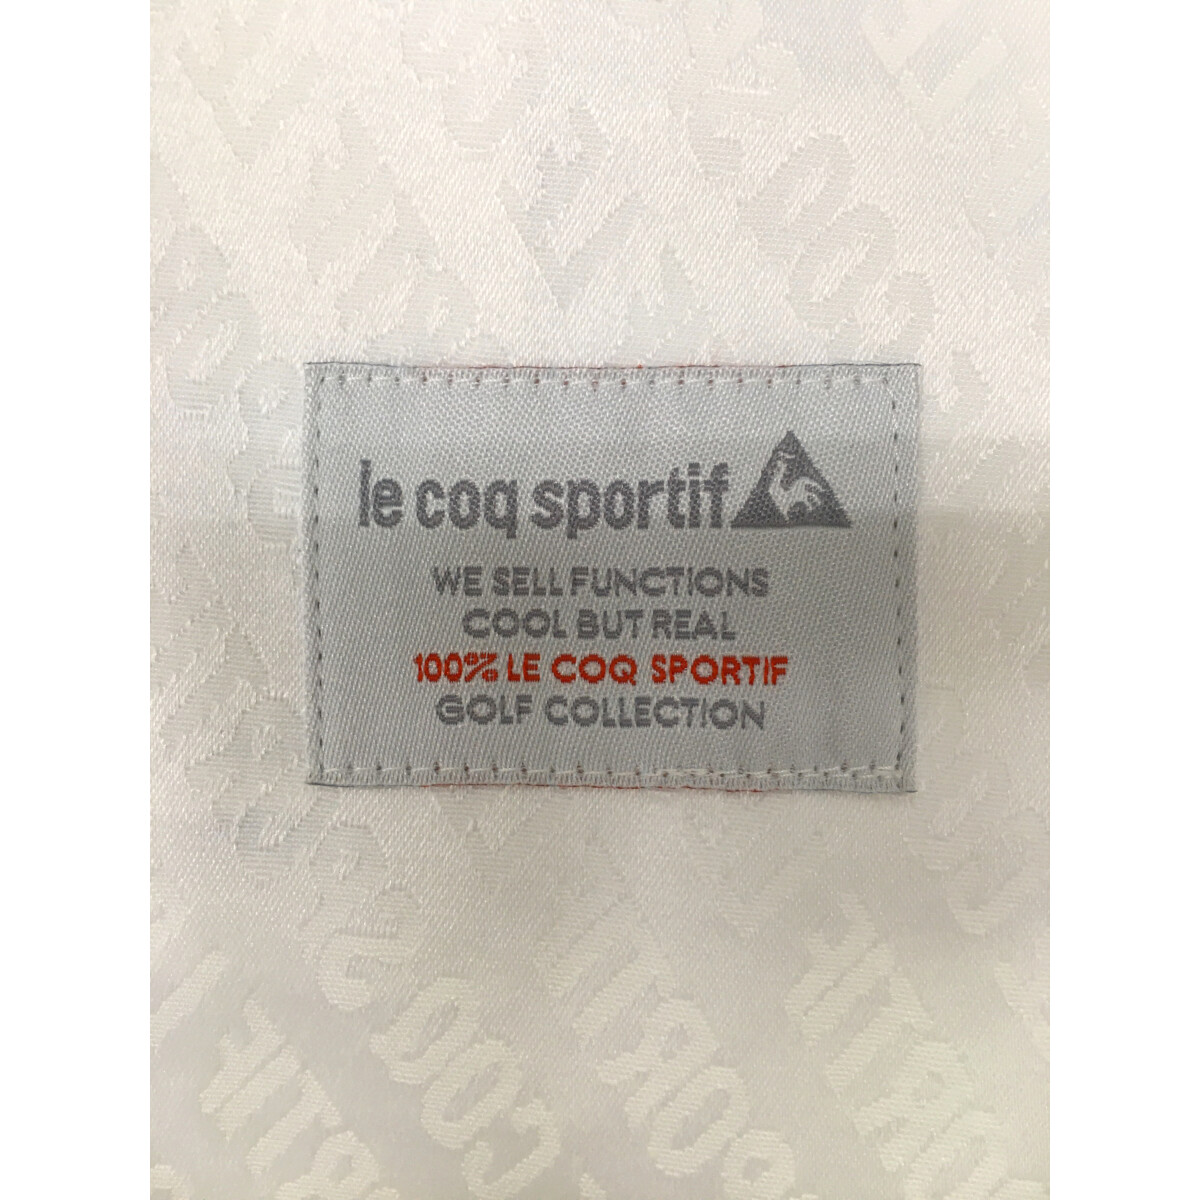 le coq sportif
WE SELL FUNCTIONS
COOL BUT REAL
100% LE COQ SPORTIF
GOLF COLLECTION